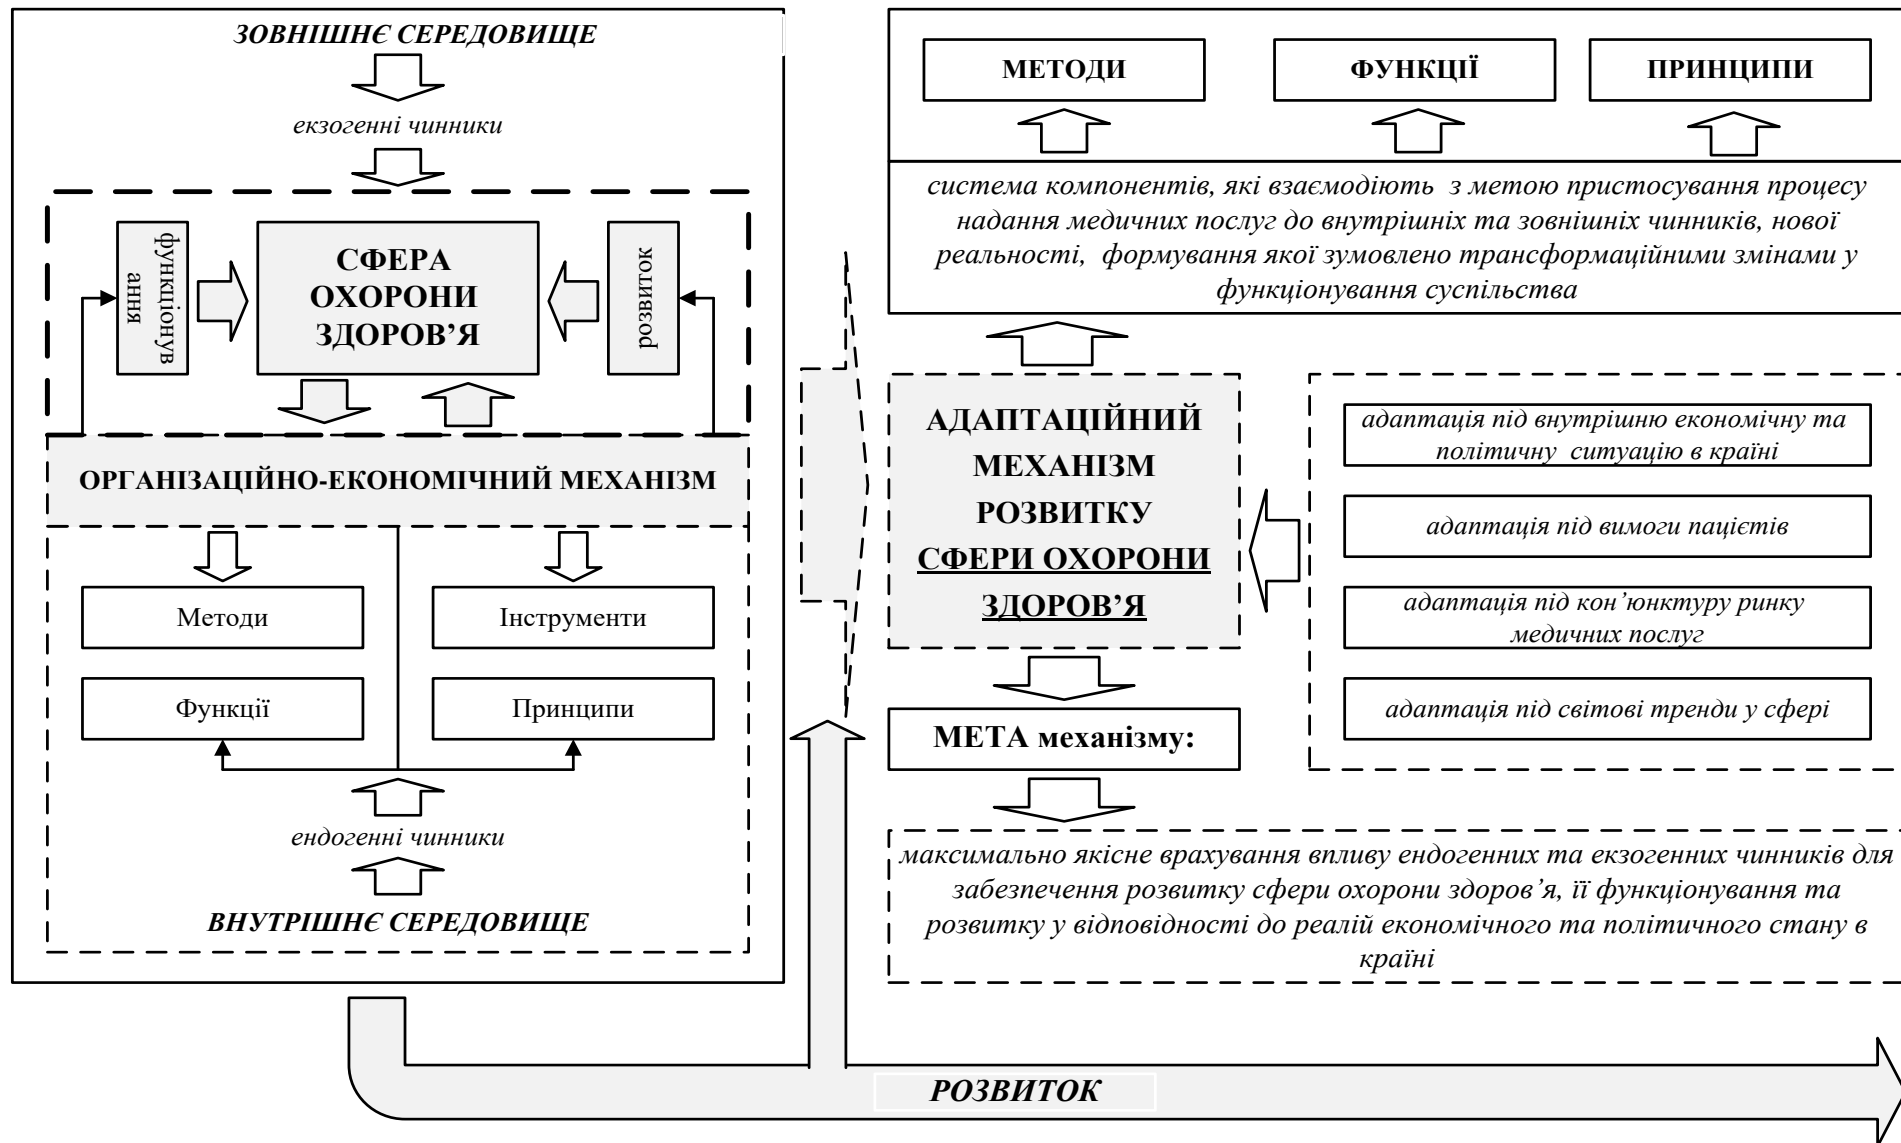 ЗОВНІШНЄ СЕРЕДОВИЩЕ
екзогенні чинники
функціонув
ання
СФЕРА
ОХОРОНИ
ЗДОРОВ’Я
розвиток
ОРГАНІЗАЦІЙНО-ЕКОНОМІЧНИЙ МЕХАНІЗМ
Методи
Інструменти
Функції
Принципи
ендогенні чинники
ВНУТРІШНЄ СЕРЕДОВИЩЕ
МЕТОДИ
ФУНКЦІЇ
ПРИНЦИПИ
система компонентів, які взаємодіють з метою пристосування процесу
надання медичних послуг до внутрішніх та зовнішніх чинників, нової
реальності, формування якої зумовлено трансформаційними змінами у
функціонування суспільства
АДАПТАЦІЙНИЙ
МЕХАНІЗМ
РОЗВИТКУ
СФЕРИ ОХОРОНИ
ЗДОРОВ’Я
адаптація під внутрішню економічну та
політичну ситуацію в країні
адаптація під вимоги пацієтів
адаптація під кон’юнктуру ринку
медичних послуг
адаптація під світові тренди у сфері
МЕТА механізму:
максимально якісне врахування впливу ендогенних та екзогенних чинників для
забезпечення розвитку сфери охорони здоров’я, її функціонування та
розвитку у відповідності до реалій економічного та політичного стану в
країні
РОЗВИТОК